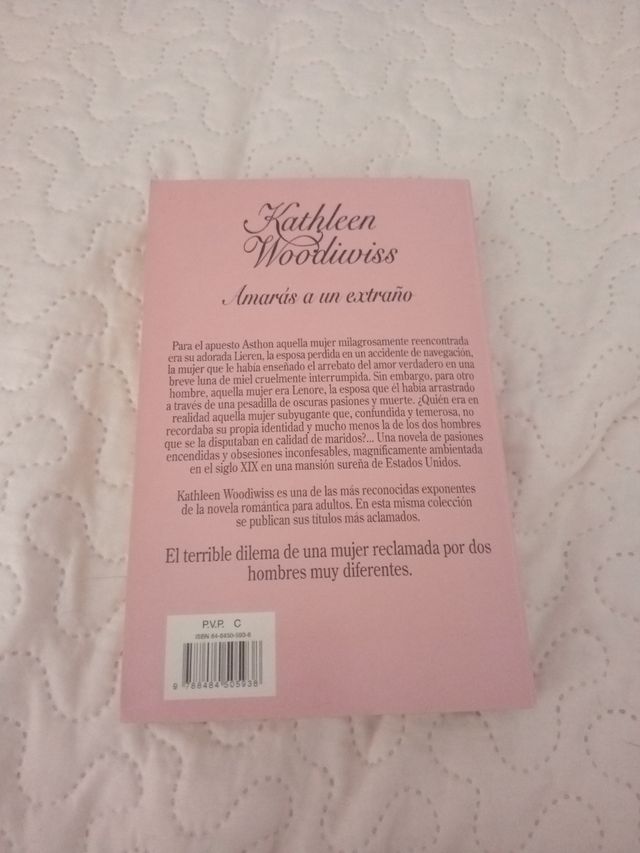 Kathleen
Woodiwiss
Amarás a un extraño
Para el apuesto Asthon aquella mujer milagrosamente reencontrada
era su adorada Lieren, la esposa perdida en un accidente de navegación,
la mujer que le había enseñado el arrebato del amor verdadero en una
breve luna de miel cruelmente interrumpida. Sin embargo, para otro
hombre, aquella mujer era Lenore, la esposa que él había arrastrado
a través de una pesadilla de oscuras pasiones y muerte. ¿Quién era en
realidad aquella mujer subyugante que, confundida y temerosa, no
recordaba su propia identidad y mucho menos la de los dos hombres
que se la disputaban en calidad de maridos?... Una novela de pasiones
encendidas y obsesiones inconfesables, magníficamente ambientada
en el siglo XIX en una mansión sureña de Estados Unidos.
Kathleen Woodiwiss es una de las más reconocidas exponentes
de la novela romántica para adultos. En esta misma colección
se publican sus títulos más aclamados.
El terrible dilema de una mujer reclamada por dos
hombres muy diferentes.
P.V.P. C
ISBN 84-8450-593-6
9 788484 505938